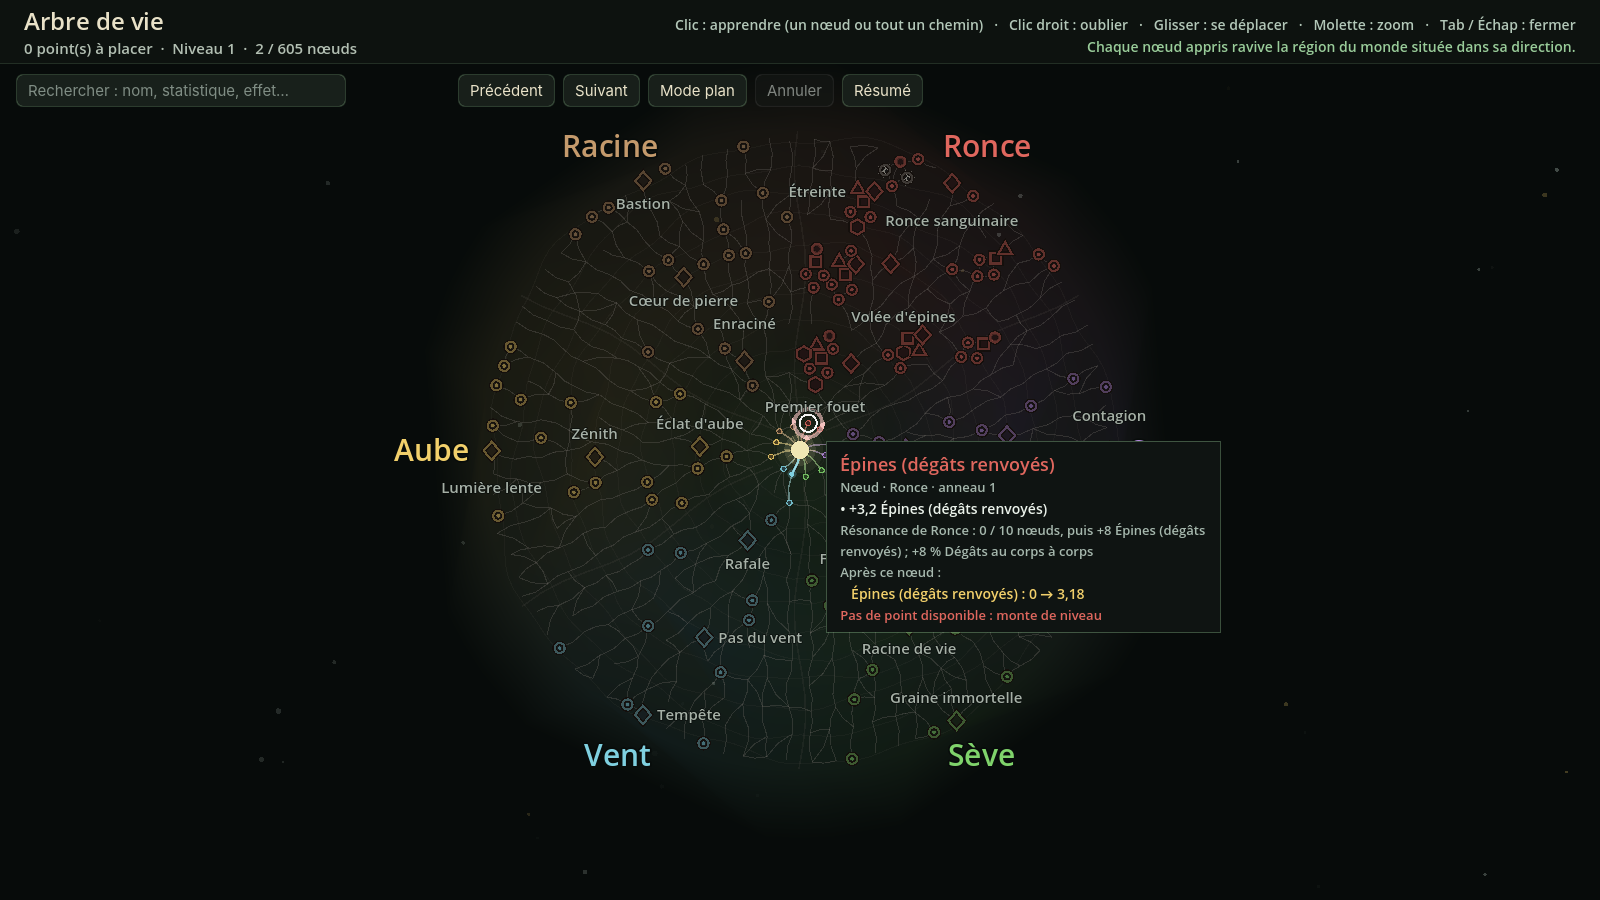 Arbre de vie
0 point(s) à placer · Niveau 1 · 2 / 605 nœuds
Clic : apprendre (un nœud ou tout un chemin) · Clic droit : oublier · Glisser : se déplacer · Molette : zoom · Tab / Échap : fermer
Chaque nœud appris ravive la région du monde située dans sa direction.
Rechercher : nom, statistique, effet...
Précédent
Suivant
Mode plan
Annuler
Résumé
Racine
Ronce
Étreinte
Bastion
Ronce sanguinaire
Cœur de pierre
Volée d'épines
Enraciné
Premier fouet
Contagion
Éclat d'aube
Zénith
Aube
Lumière lente
Épines (dégâts renvoyés)
Nœud · Ronce · anneau 1
• +3,2 Épines (dégâts renvoyés)
Résonance de Ronce : 0 / 10 nœuds, puis +8 Épines (dégâts
renvoyés) ; +8 % Dégâts au corps à corps
Après ce nœud :
Épines (dégâts renvoyés) : 0 → 3,18
Pas de point disponible : monte de niveau
Rafale
Pas du vent
Racine de vie
Graine immortelle
Tempête
Vent
Sève